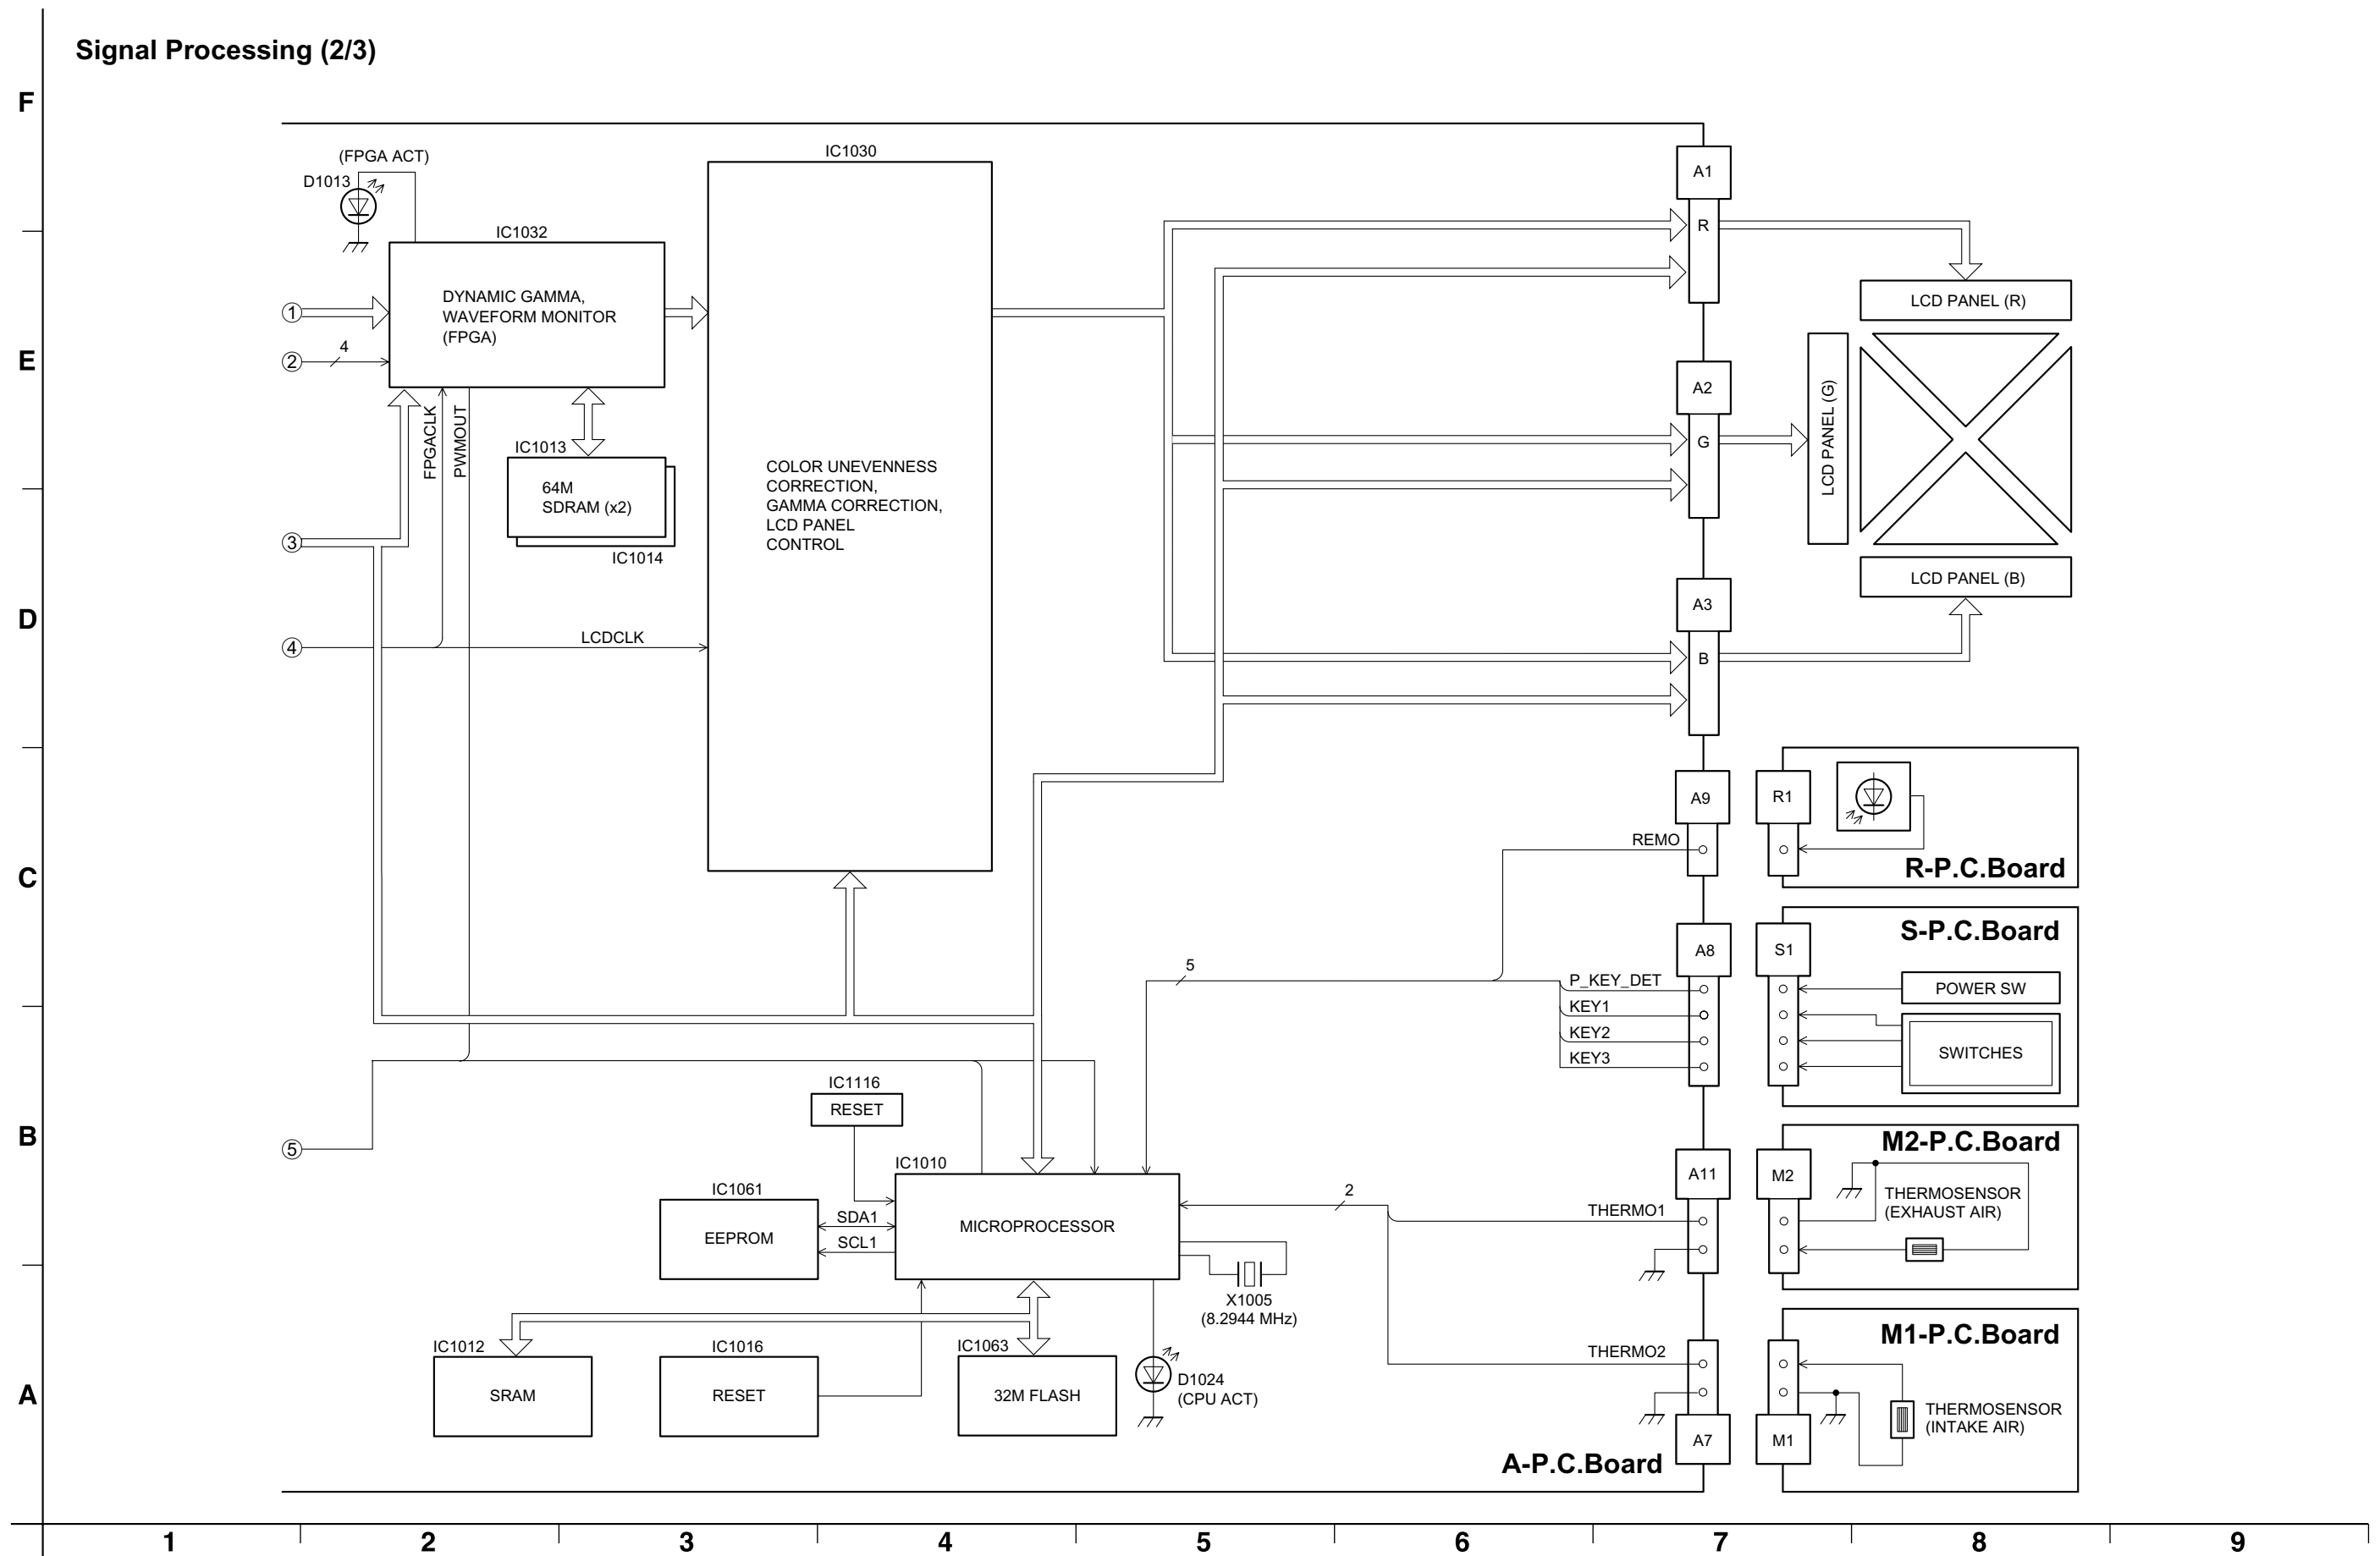 Signal Processing (2/3)
F
E
D
C
B
A
(FPGA ACT)
D1013
IC1032
DYNAMIC GAMMA,
WAVEFORM MONITOR
(FPGA)
1
2
4
FPGACLK
PWMOUT
IC1013
64M
SDRAM (x2)
IC1014
3
4
LCDCLK
5
IC1030
COLOR UNEVENNESS
CORRECTION,
GAMMA CORRECTION,
LCD PANEL
CONTROL
A1
R
A2
G
A3
B
LCD PANEL (R)
LCD PANEL (G)
LCD PANEL (B)
A9
REMO
R1
R-P.C.Board
A8
5
P_KEY_DET
KEY1
KEY2
KEY3
S1
S-P.C.Board
POWER SW
SWITCHES
IC1116
RESET
IC1010
MICROPROCESSOR
IC1061
EEPROM
SDA1
SCL1
2
X1005
(8.2944 MHz)
A11
THERMO1
M2
M2-P.C.Board
THERMOSENSOR
(EXHAUST AIR)
IC1012
SRAM
IC1016
RESET
IC1063
32M FLASH
D1024
(CPU ACT)
THERMO2
A7
A-P.C.Board
M1
M1-P.C.Board
THERMOSENSOR
(INTAKE AIR)
1 2 3 4 5 6 7 8 9